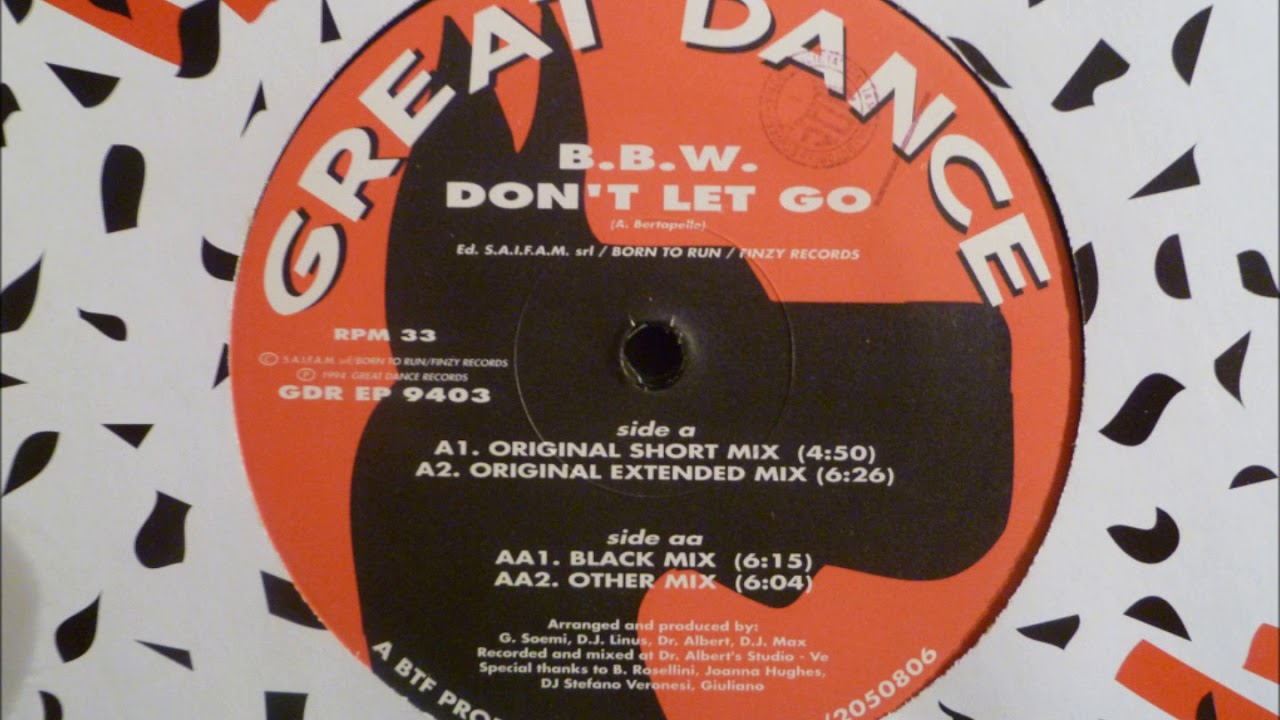 GREAT DANCE
B.B.W.
DON'T LET GO
(A. Bertapelle)
Ed. S.A.I.F.A.M. srl / BORN TO RUN / FINZY RECORDS
RPM 33
© S.A.I.F.A.M. srl/BORN TO RUN/FINZY RECORDS
℗ 1994 GREAT DANCE RECORDS
GDR EP 9403
side a
A1. ORIGINAL SHORT MIX (4:50)
A2. ORIGINAL EXTENDED MIX (6:26)
side aa
AA1. BLACK MIX (6:15)
AA2. OTHER MIX (6:04)
Arranged and produced by:
G. Soemi, D.J. Linus, Dr. Albert, D.J. Max
Recorded and mixed at Dr. Albert's Studio - Ve
Special thanks to B. Rosellini, Joanna Hughes,
DJ Stefano Veronesi, Giuliano
A BTF PRO
/2050806